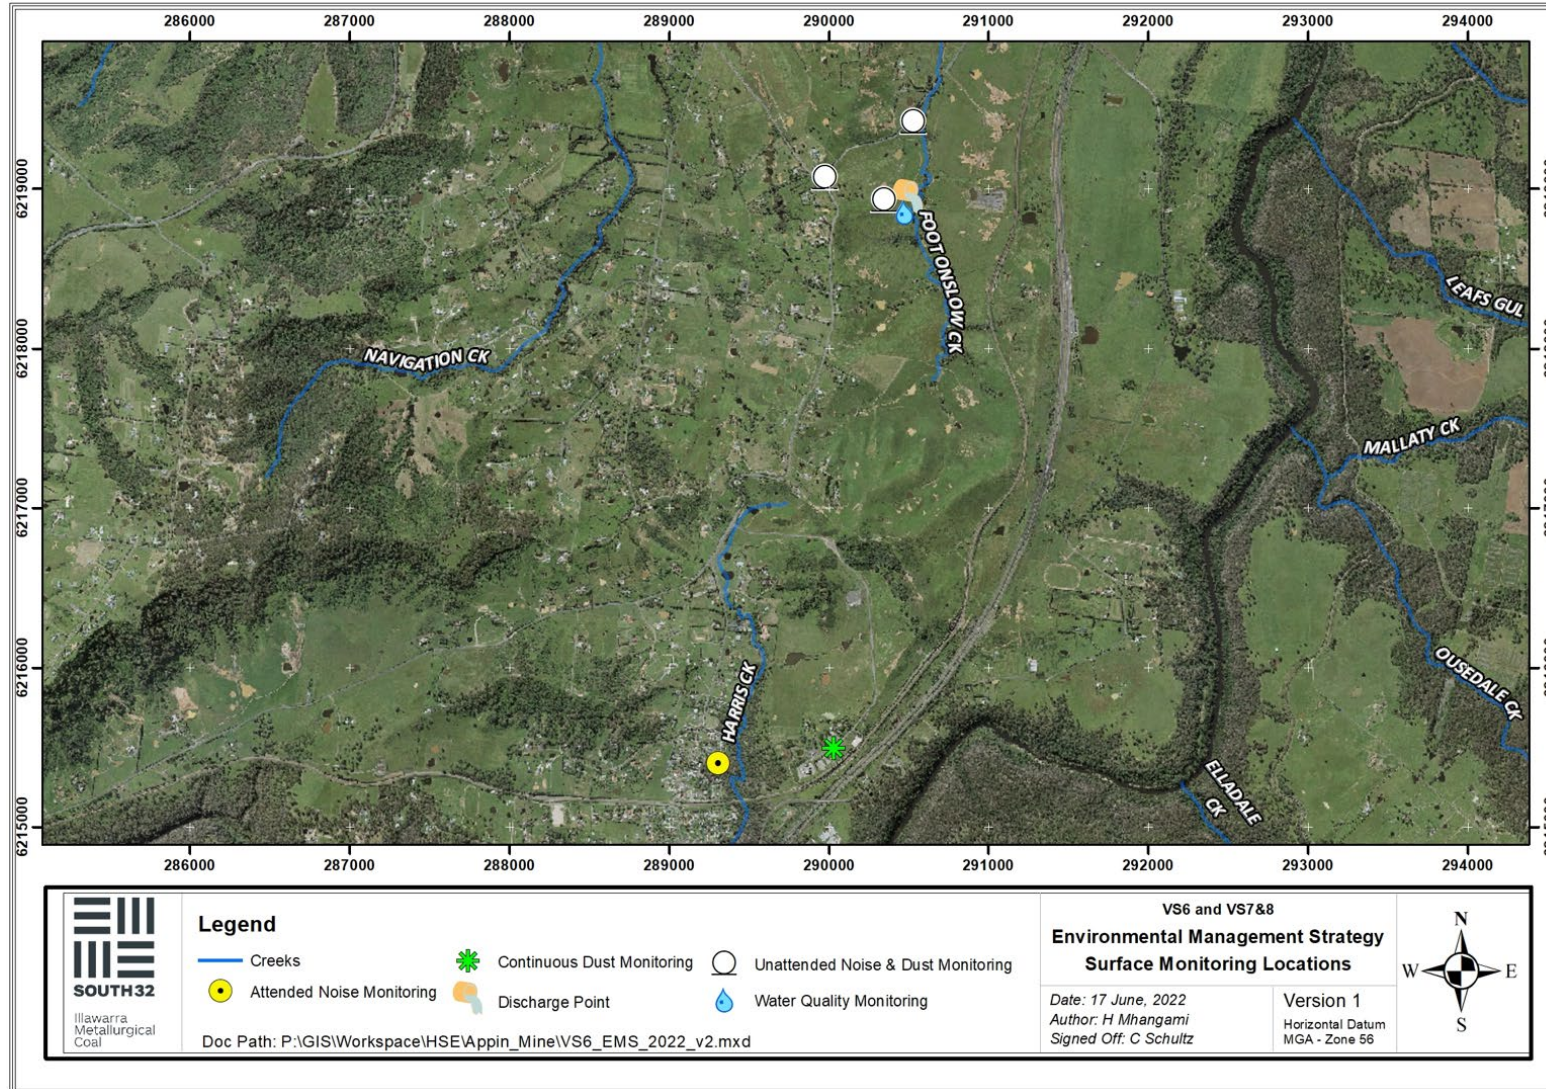 286000 287000 288000 289000 290000 291000 292000 293000 294000
6219000
6218000
6217000
6216000
6215000
FOOTONSLOW CK
LEAFS GUL
NAVIGATION CK
MALLATY CK
HARRIS CK
OUSEDALE CK
ELLADALE
CK
286000 287000 288000 289000 290000 291000 292000 293000 294000
SOUTH32
Illawarra
Metallurgical
Coal
Legend
Creeks
Attended Noise Monitoring
Continuous Dust Monitoring
Discharge Point
Unattended Noise & Dust Monitoring
Water Quality Monitoring
Doc Path: P:\GIS\Workspace\HSE\Appin_Mine\VS6_EMS_2022_v2.mxd
VS6 and VS7&8
Environmental Management Strategy
Surface Monitoring Locations
Date: 17 June, 2022
Author: H Mhangami
Signed Off: C Schultz
Version 1
Horizontal Datum
MGA - Zone 56
N
W E
S